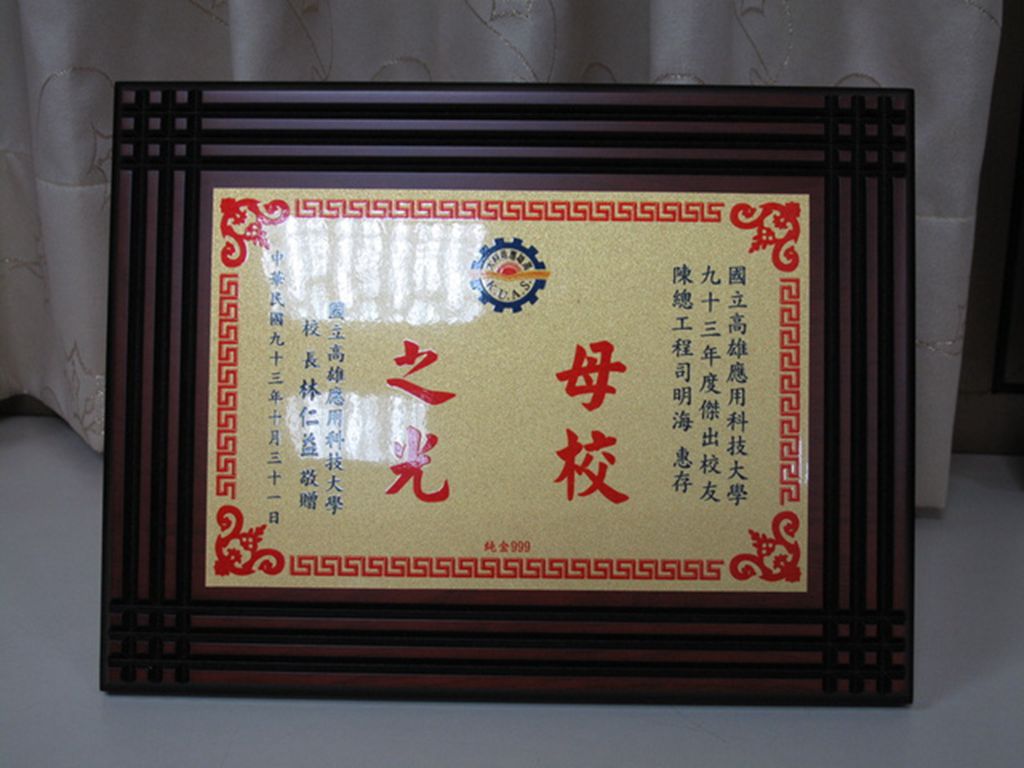 國立高雄應用科技大學
九十三年度傑出校友
陳總工程司明海 惠存
母校
之光
國立高雄應用科技大學
校長林仁益 敬贈
中華民國九十三年十月三十一日
K.U.A.S.
純金999